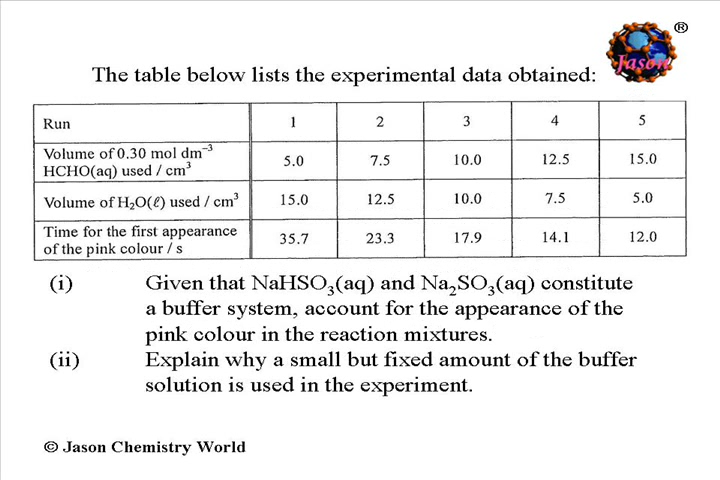 ®
Jason
The table below lists the experimental data obtained:
Run 1 2 3 4 5
Volume of 0.30 mol dm⁻³
HCHO(aq) used / cm³ 5.0 7.5 10.0 12.5 15.0
Volume of H₂O(ℓ) used / cm³ 15.0 12.5 10.0 7.5 5.0
Time for the first appearance
of the pink colour / s 35.7 23.3 17.9 14.1 12.0
(i) Given that NaHSO₃(aq) and Na₂SO₃(aq) constitute
a buffer system, account for the appearance of the
pink colour in the reaction mixtures.
(ii) Explain why a small but fixed amount of the buffer
solution is used in the experiment.
© Jason Chemistry World